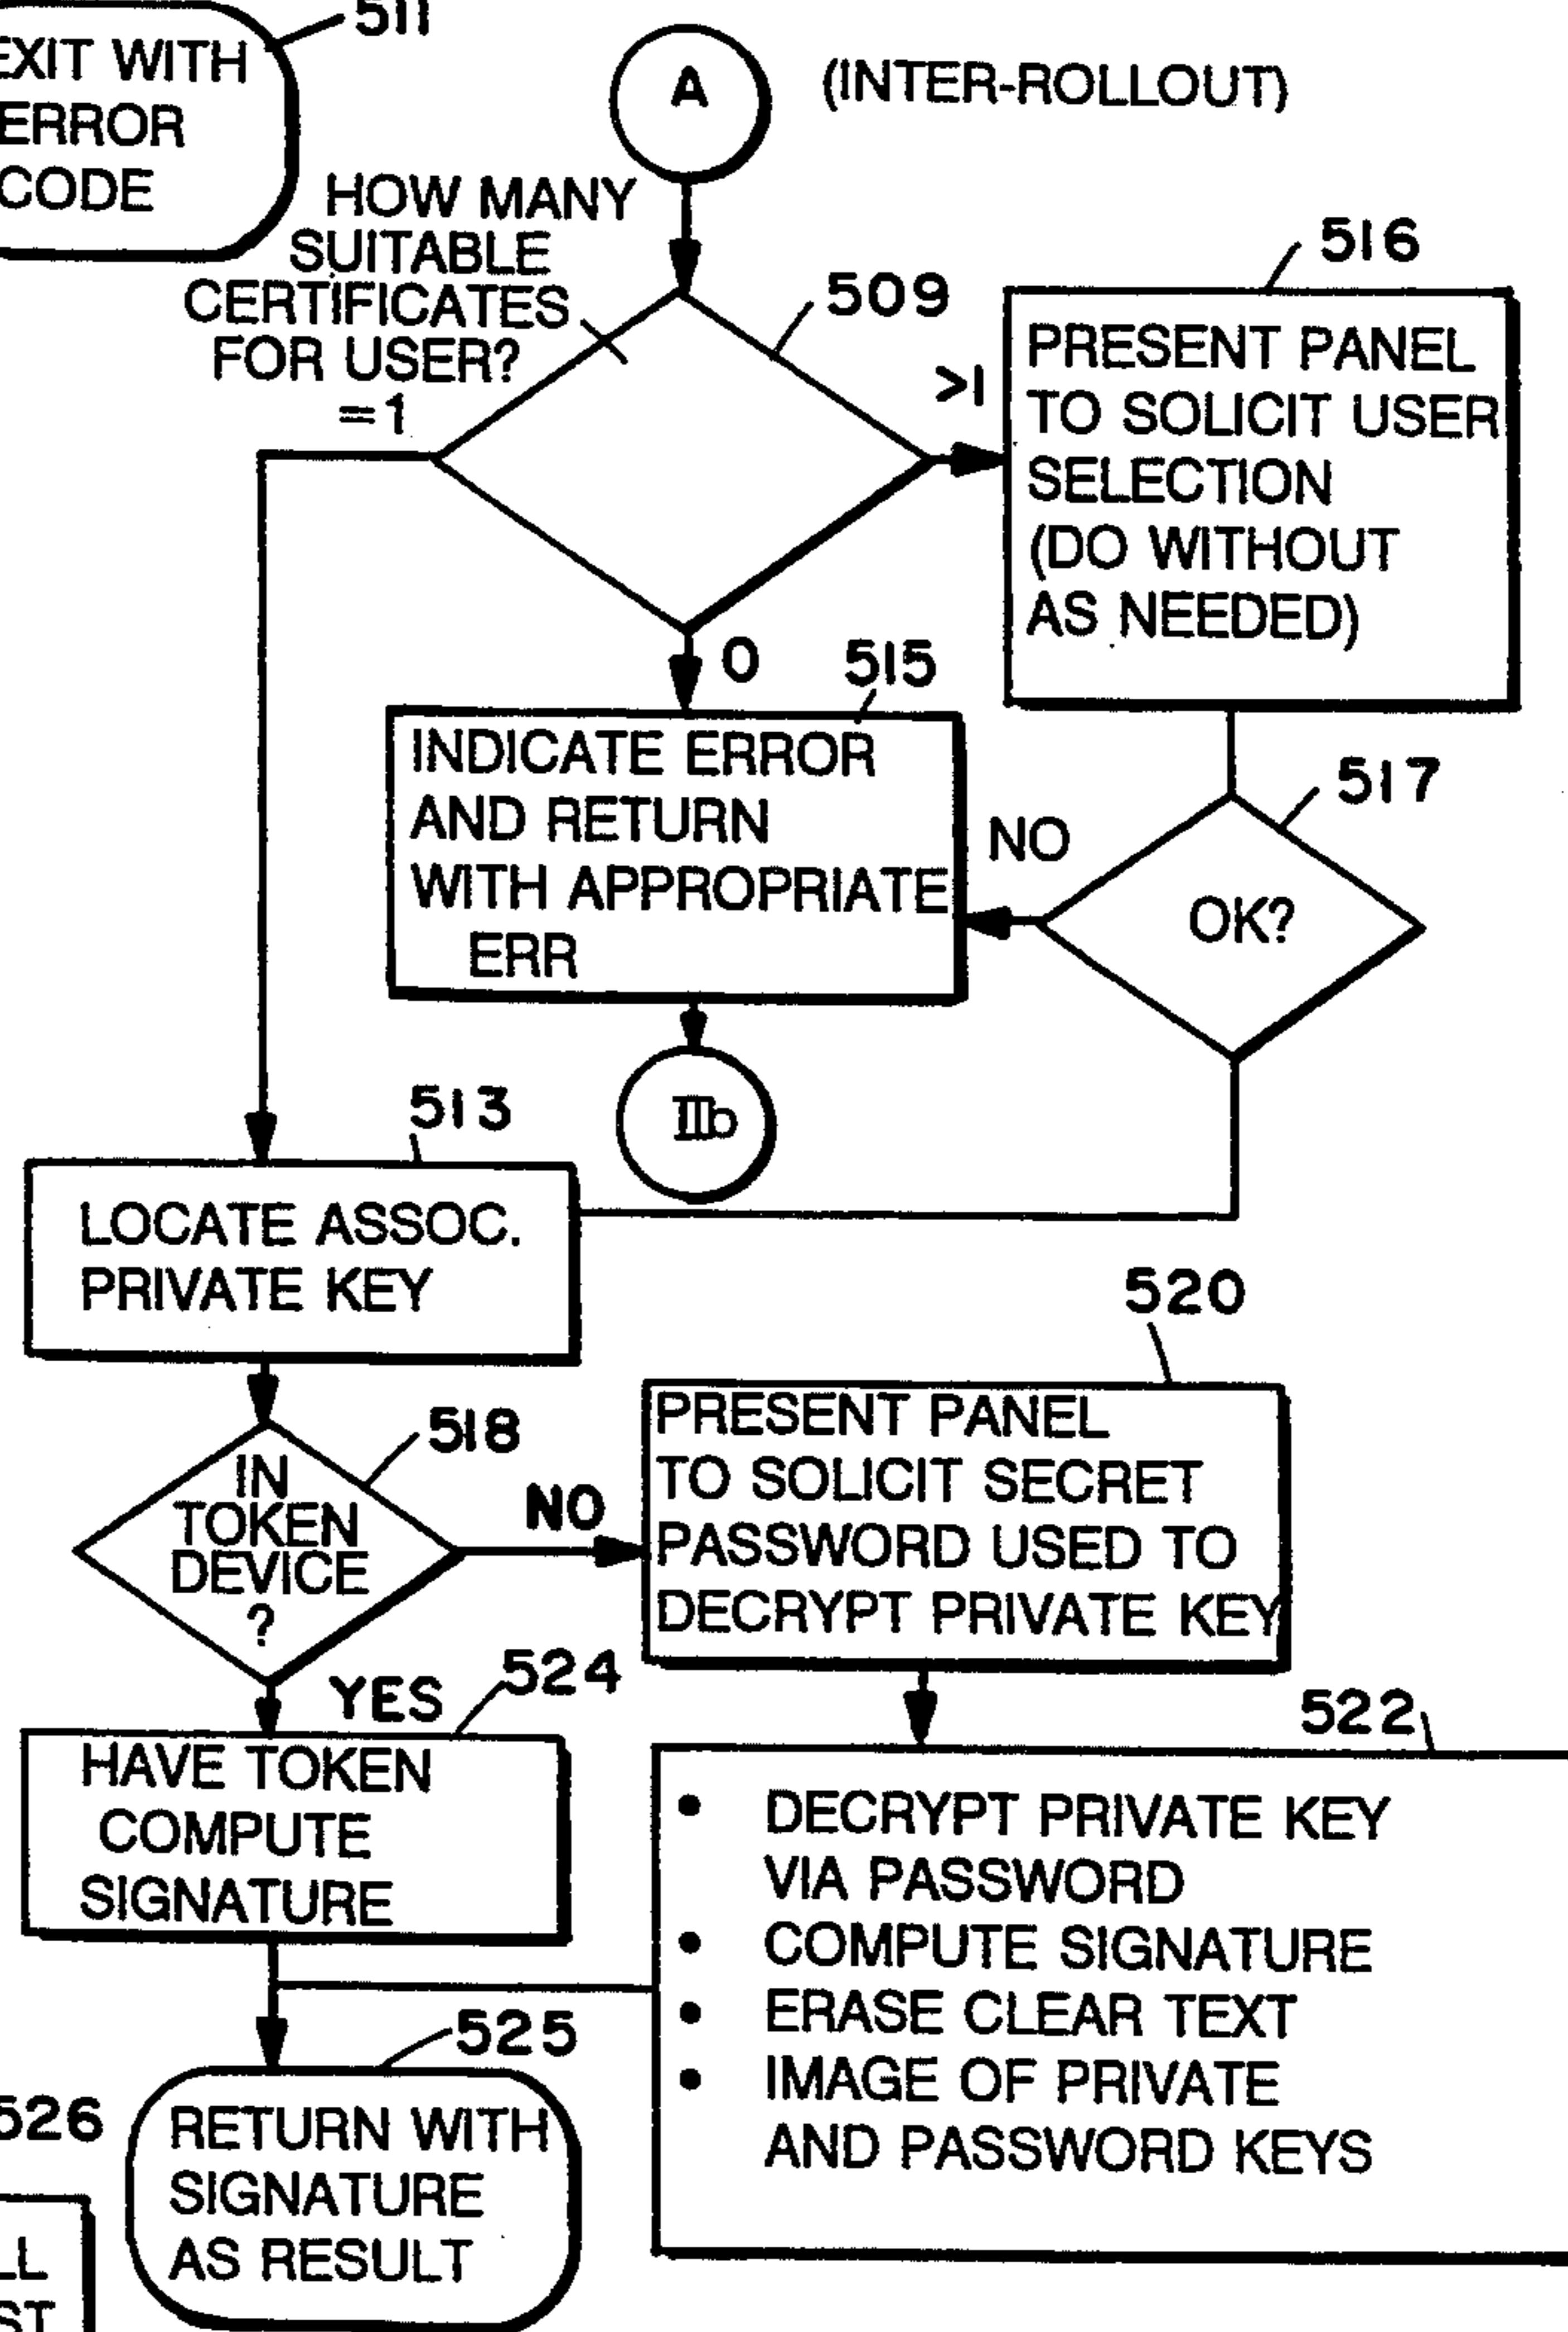 511
EXIT WITH
ERROR
CODE
A
(INTER-ROLLOUT)
HOW MANY
SUITABLE
CERTIFICATES
FOR USER?
=1
509
>1
516
PRESENT PANEL
TO SOLICIT USER
SELECTION
(DO WITHOUT
AS NEEDED)
0
515
INDICATE ERROR
AND RETURN
WITH APPROPRIATE
ERR
NO
517
OK?
IIIb
513
LOCATE ASSOC.
PRIVATE KEY
518
IN
TOKEN
DEVICE
?
NO
520
PRESENT PANEL
TO SOLICIT SECRET
PASSWORD USED TO
DECRYPT PRIVATE KEY
YES
524
HAVE TOKEN
COMPUTE
SIGNATURE
522
• DECRYPT PRIVATE KEY
VIA PASSWORD
• COMPUTE SIGNATURE
• ERASE CLEAR TEXT
• IMAGE OF PRIVATE
AND PASSWORD KEYS
525
RETURN WITH
SIGNATURE
AS RESULT
526